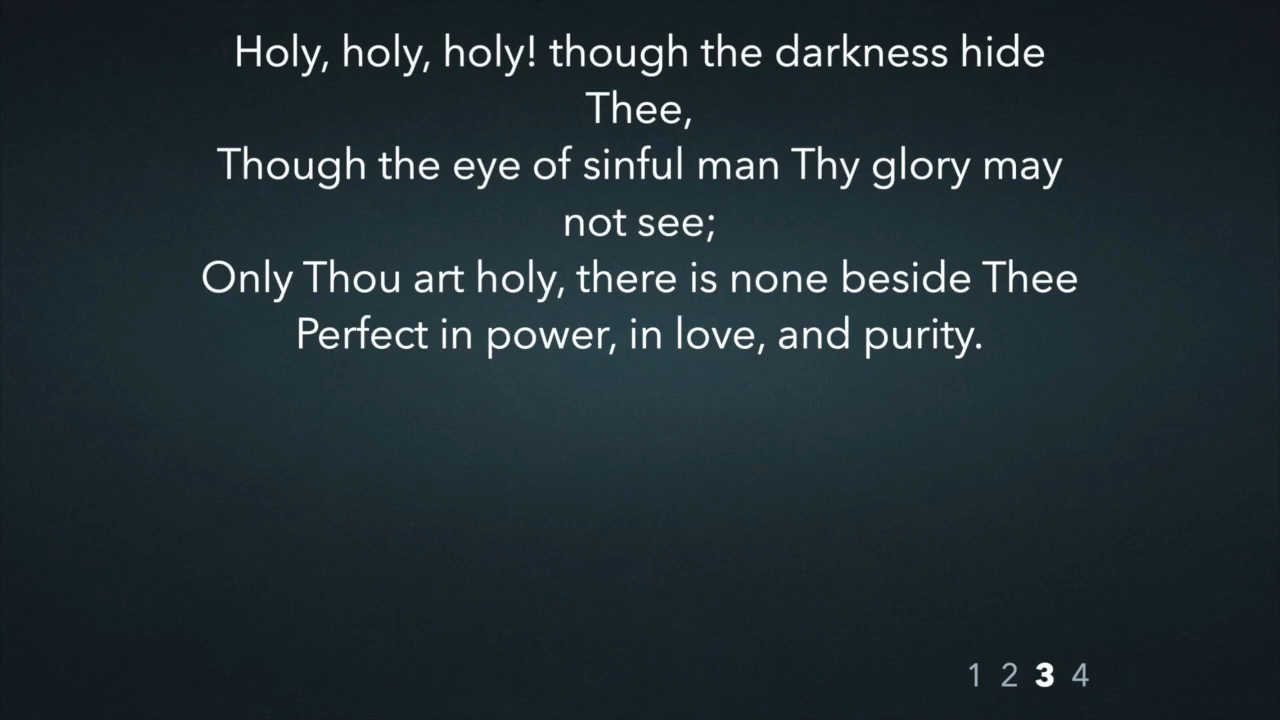 Holy, holy, holy! though the darkness hide
Thee,
Though the eye of sinful man Thy glory may
not see;
Only Thou art holy, there is none beside Thee
Perfect in power, in love, and purity.
1 2 3 4